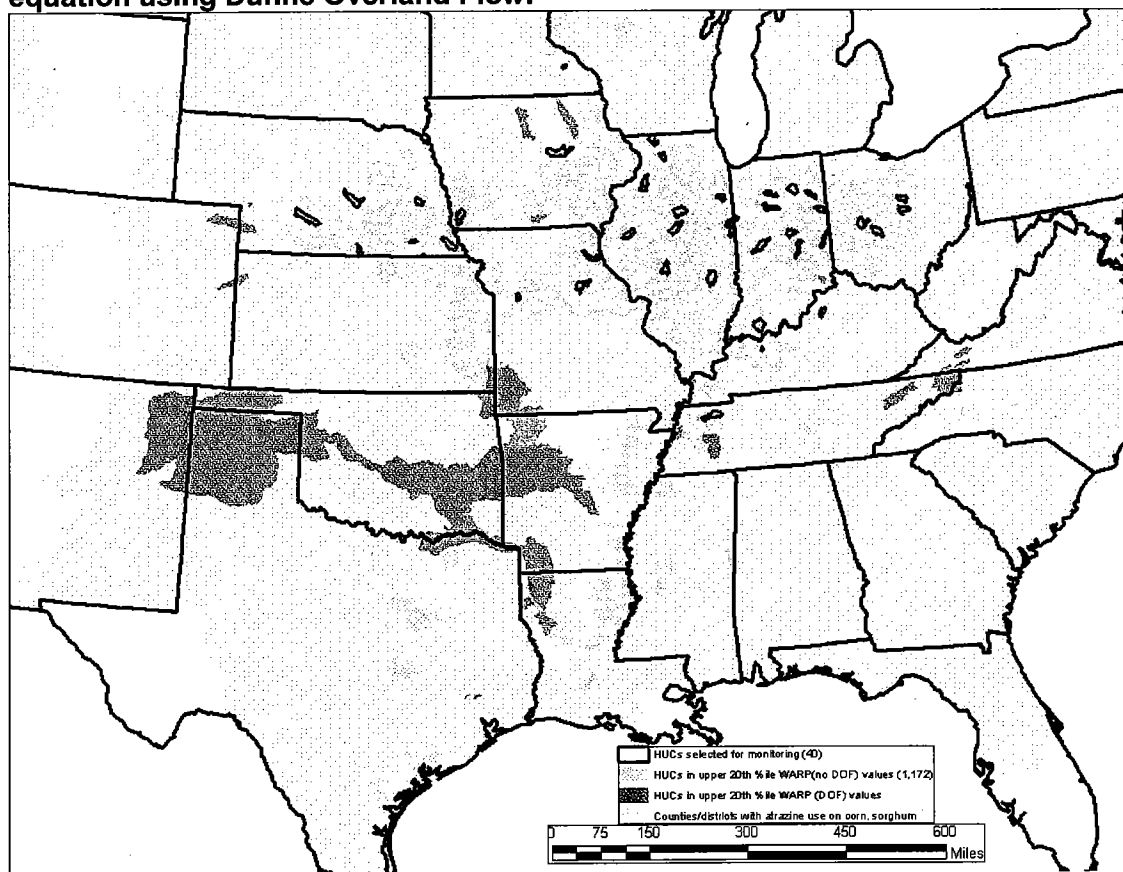 equation using Dunne Overland Flow.
HUCs selected for monitoring (40)
HUCs in upper 20th %ile WARP(no DOF) values (1,172)
HUCs in upper 20th %ile WARP (DOF) values
Counties/districts with atrazine use on corn, sorghum
0 75 150 300 450 600
Miles